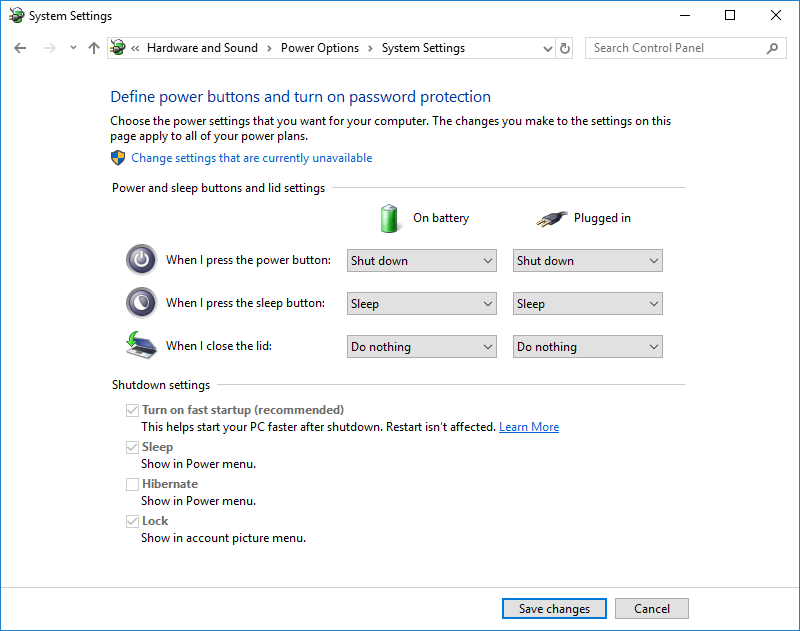 System Settings
« Hardware and Sound › Power Options › System Settings
Search Control Panel
Define power buttons and turn on password protection
Choose the power settings that you want for your computer. The changes you make to the settings on this
page apply to all of your power plans.
Change settings that are currently unavailable
Power and sleep buttons and lid settings
On battery Plugged in
When I press the power button: Shut down Shut down
When I press the sleep button: Sleep Sleep
When I close the lid: Do nothing Do nothing
Shutdown settings
Turn on fast startup (recommended)
This helps start your PC faster after shutdown. Restart isn't affected. Learn More
Sleep
Show in Power menu.
Hibernate
Show in Power menu.
Lock
Show in account picture menu.
Save changes Cancel